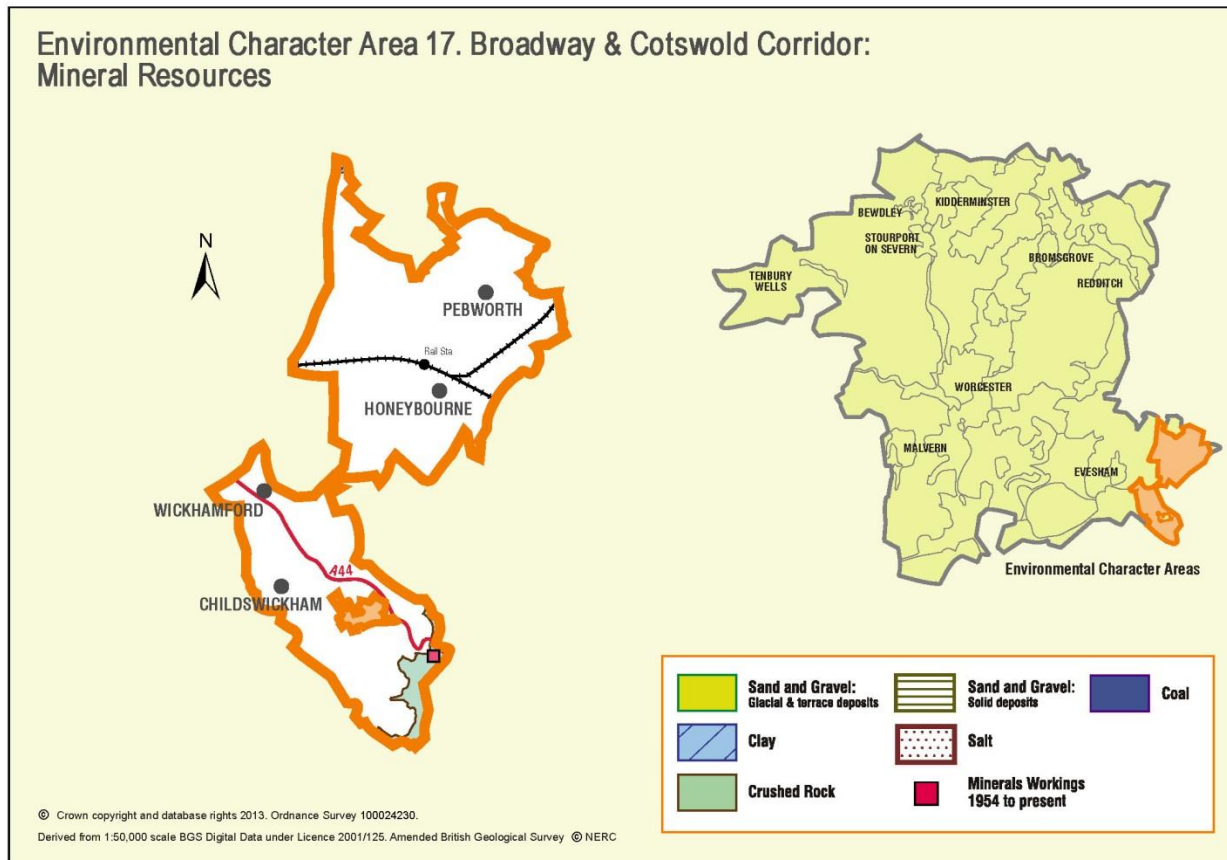 Environmental Character Area 17. Broadway & Cotswold Corridor:
Mineral Resources
N
PEBWORTH
Rail Sta
HONEYBOURNE
WICKHAMFORD
A44
CHILDSWICKHAM
KIDDERMINSTER
BEWDLEY
STOURPORT
ON SEVERN
BROMSGROVE
TENBURY
WELLS
REDDITCH
WORCESTER
MALVERN
EVESHAM
Environmental Character Areas
Sand and Gravel:
Glacial & terrace deposits
Sand and Gravel:
Solid deposits
Coal
Clay
Salt
Crushed Rock
Minerals Workings
1954 to present
© Crown copyright and database rights 2013. Ordnance Survey 100024230.
Derived from 1:50,000 scale BGS Digital Data under Licence 2001/125. Amended British Geological Survey © NERC